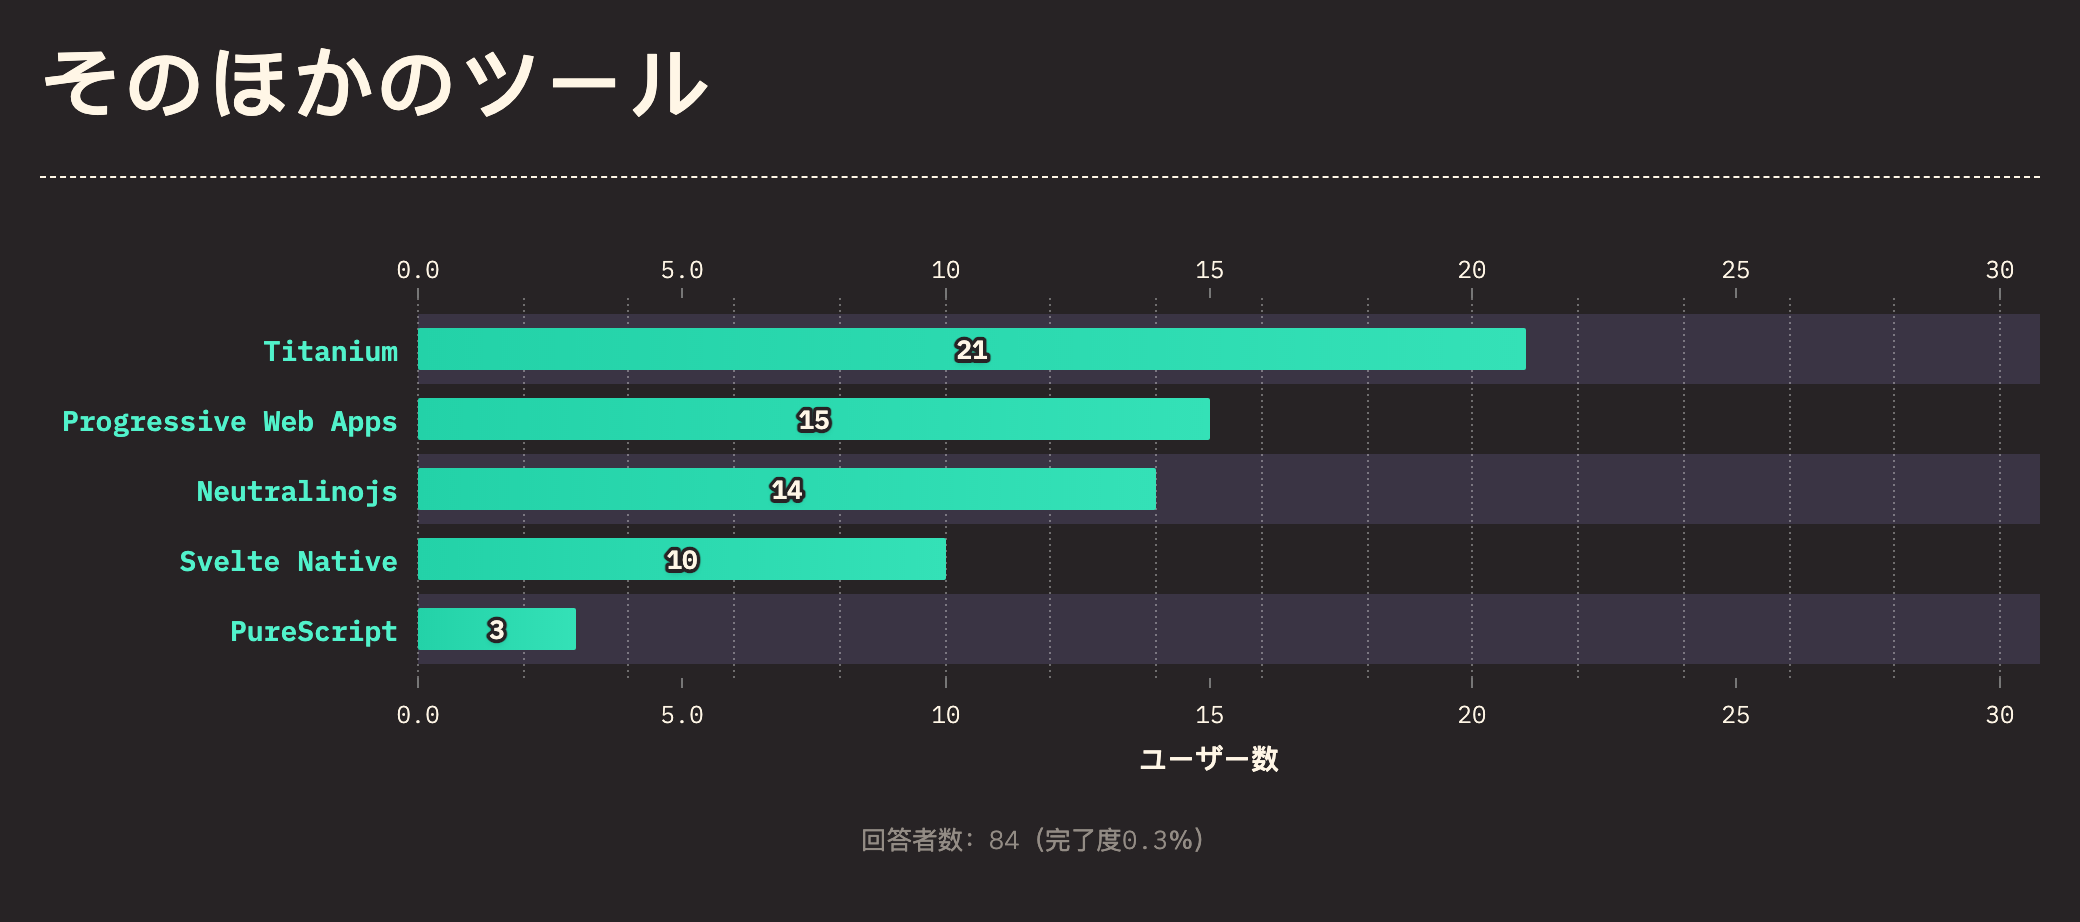 そのほかのツール
0.0 5.0 10 15 20 25 30
Titanium 21
Progressive Web Apps 15
Neutralinojs 14
Svelte Native 10
PureScript 3
0.0 5.0 10 15 20 25 30
ユーザー数
回答者数: 84 (完了度0.3%)